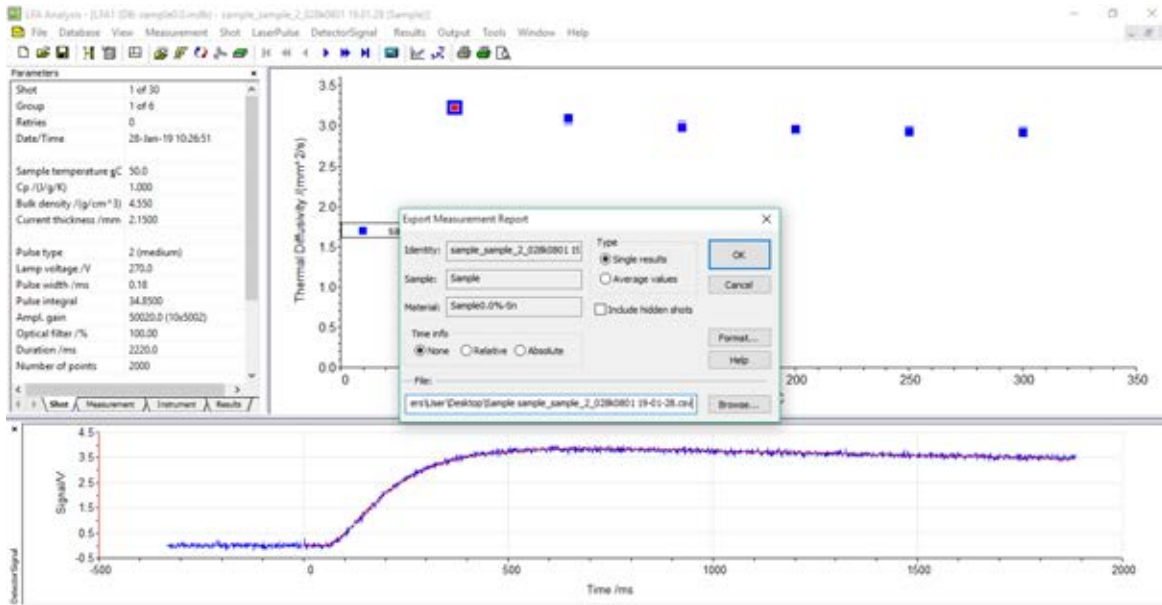 LFA Analysis - [LFA1 (DB: sample0.0.mdb) - sample_sample_2_028k0801 19.01.28 (Sample)]
File Database View Measurement Shot LaserPulse DetectorSignal Results Output Tools Window Help
Parameters
Shot 1 of 30
Group 1 of 6
Retries 0
Date/Time 28-Jan-19 10:26:51
Sample temperature gC 50.0
Cp /(J/g/K) 1.000
Bulk density /(g/cm^3) 4.550
Current thickness /mm 2.1500
Pulse type 2 (medium)
Lamp voltage /V 270.0
Pulse width /ms 0.18
Pulse integral 34.8500
Ampl. gain 50020.0 (10x5002)
Optical filter /% 100.00
Duration /ms 2220.0
Number of points 2000
Shot Measurement Instrument Results
Thermal Diffusivity /(mm^2/s)
3.5
3.0
2.5
2.0
1.5
1.0
0.5
0.0
0 200 250 300 350
sa
Export Measurement Report
Identity: sample_sample_2_028k0801 19
Sample: Sample
Material: Sample0.0%-Sn
Type
Single results
Average values
Include hidden shots
Time info
None Relative Absolute
File:
ers\User\Desktop\Sample sample_sample_2_028k0801 19-01-28.csv
OK
Cancel
Format...
Help
Browse...
DetectorSignal
Signal/V
4.5
3.5
2.5
1.5
0.5
-0.5
-500 0 500 1000 1500 2000
Time /ms